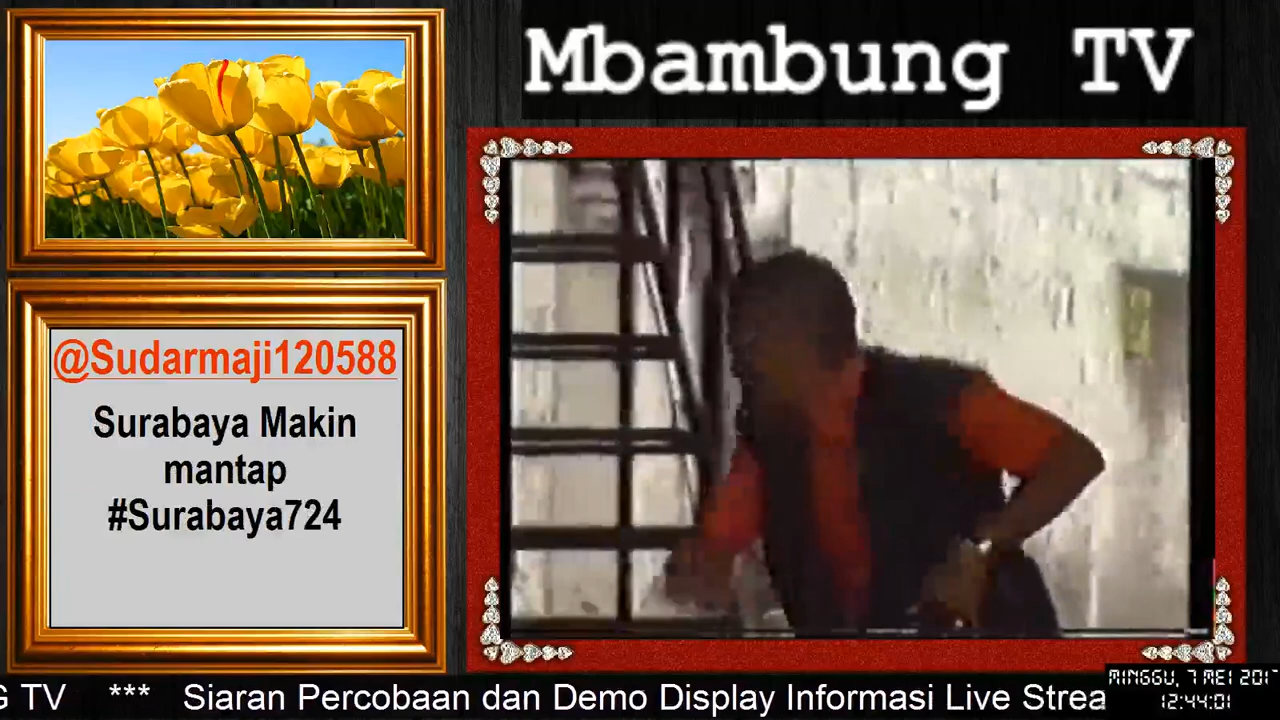 Mbambung TV
@Sudarmaji120588
Surabaya Makin
mantap
#Surabaya724
G TV *** Siaran Percobaan dan Demo Display Informasi Live Strea
MINGGU, 7 MEI 2017
12:44:01